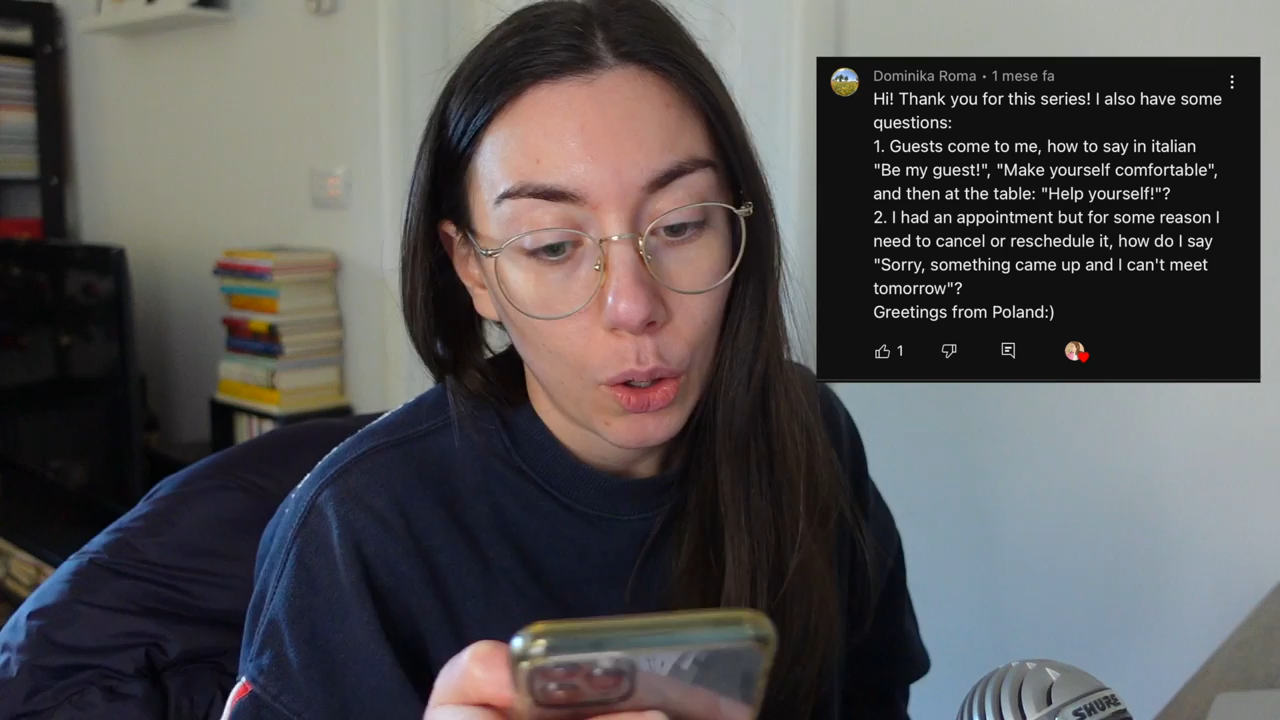 Dominika Roma • 1 mese fa
Hi! Thank you for this series! I also have some
questions:
1. Guests come to me, how to say in italian
"Be my guest!", "Make yourself comfortable",
and then at the table: "Help yourself!"?
2. I had an appointment but for some reason I
need to cancel or reschedule it, how do I say
"Sorry, something came up and I can't meet
tomorrow"?
Greetings from Poland:)
1
SHURE